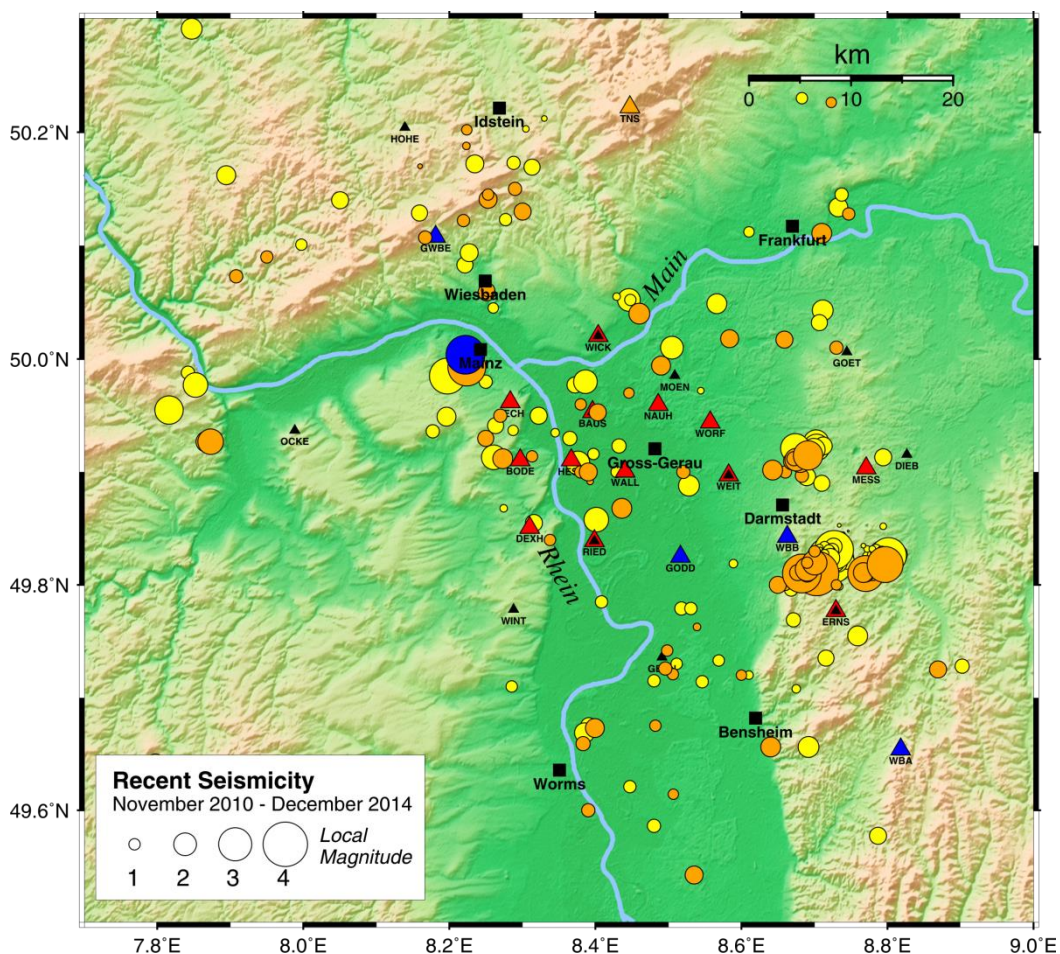 km
0 10 20
TNS
Idstein
HOHE
50.2°N
GWBE
Frankfurt
Main
Wiesbaden
WICK
50.0°N
Mainz
GOET
MOEN
BAUS
NAUH
WORF
OCKE
BODE
WALL
Gross-Gerau
WEIT
MESS
DIEB
Darmstadt
DEXH
RIED
WBB
Rhein
GODD
49.8°N
WINT
ERNS
Bensheim
WBA
Worms
49.6°N
Recent Seismicity
November 2010 - December 2014
Local
Magnitude
1 2 3 4
7.8°E 8.0°E 8.2°E 8.4°E 8.6°E 8.8°E 9.0°E